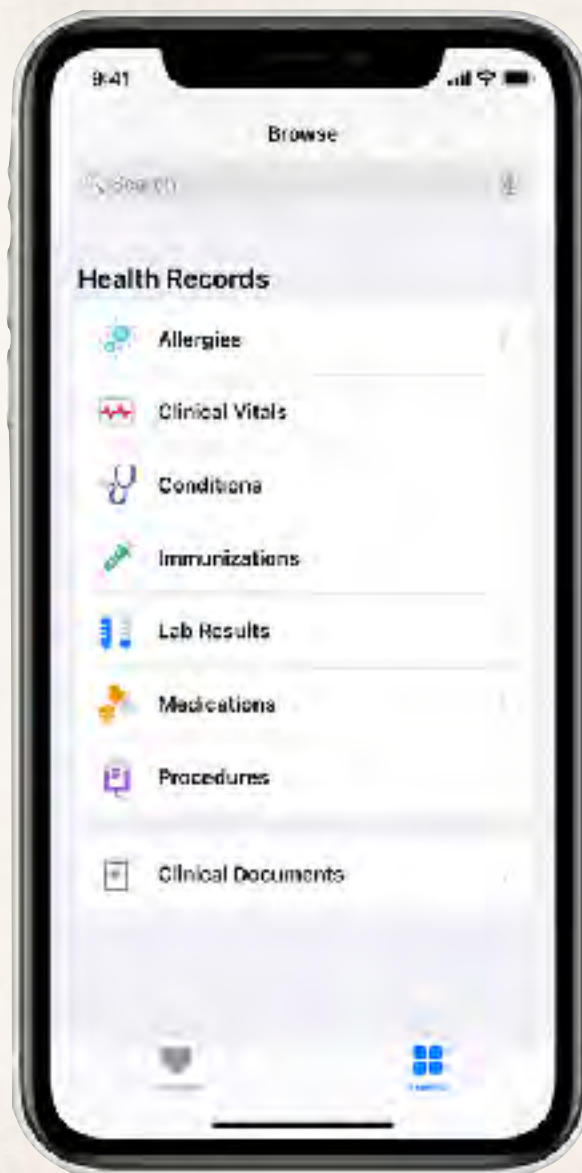 9:41
Browse
Search
Health Records
Allergies
Clinical Vitals
Conditions
Immunizations
Lab Results
Medications
Procedures
Clinical Documents